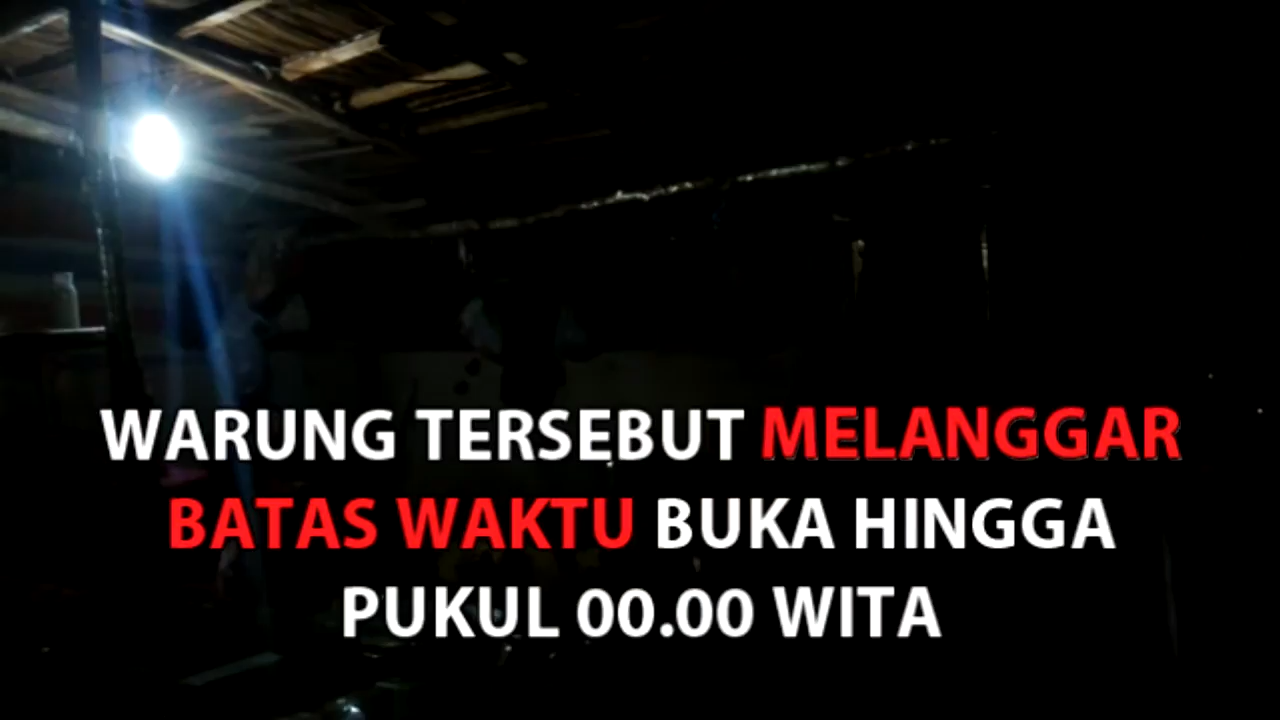 WARUNG TERSEBUT MELANGGAR
BATAS WAKTU BUKA HINGGA
PUKUL 00.00 WITA